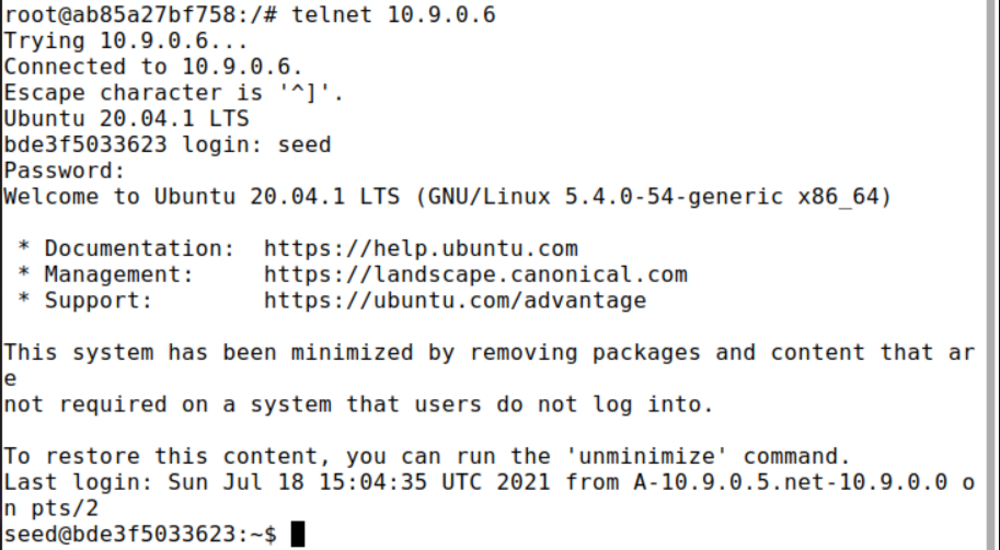 root@ab85a27bf758:/# telnet 10.9.0.6
Trying 10.9.0.6...
Connected to 10.9.0.6.
Escape character is '^]'.
Ubuntu 20.04.1 LTS
bde3f5033623 login: seed
Password:
Welcome to Ubuntu 20.04.1 LTS (GNU/Linux 5.4.0-54-generic x86_64)

 * Documentation:  https://help.ubuntu.com
 * Management:     https://landscape.canonical.com
 * Support:        https://ubuntu.com/advantage

This system has been minimized by removing packages and content that ar
e
not required on a system that users do not log into.

To restore this content, you can run the 'unminimize' command.
Last login: Sun Jul 18 15:04:35 UTC 2021 from A-10.9.0.5.net-10.9.0.0 o
n pts/2
seed@bde3f5033623:~$